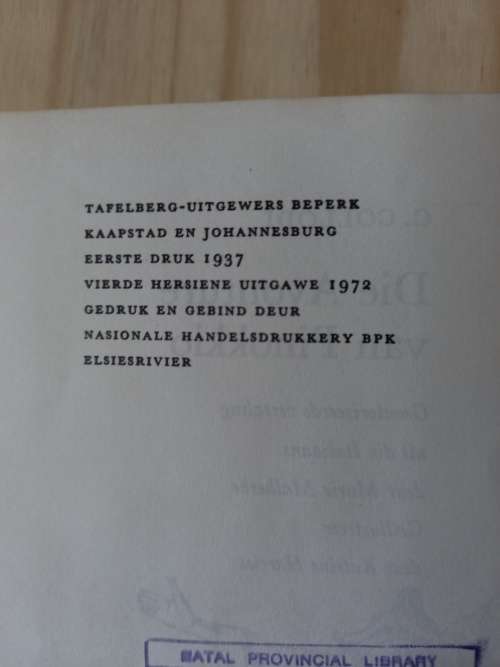 TAFELBERG-UITGEWERS BEPERK
KAAPSTAD EN JOHANNESBURG
EERSTE DRUK 1937
VIERDE HERSIENE UITGAWE 1972
GEDRUK EN GEBIND DEUR
NASIONALE HANDELSDRUKKERY BPK
ELSIESRIVIER
NATAL PROVINCIAL LIBRARY